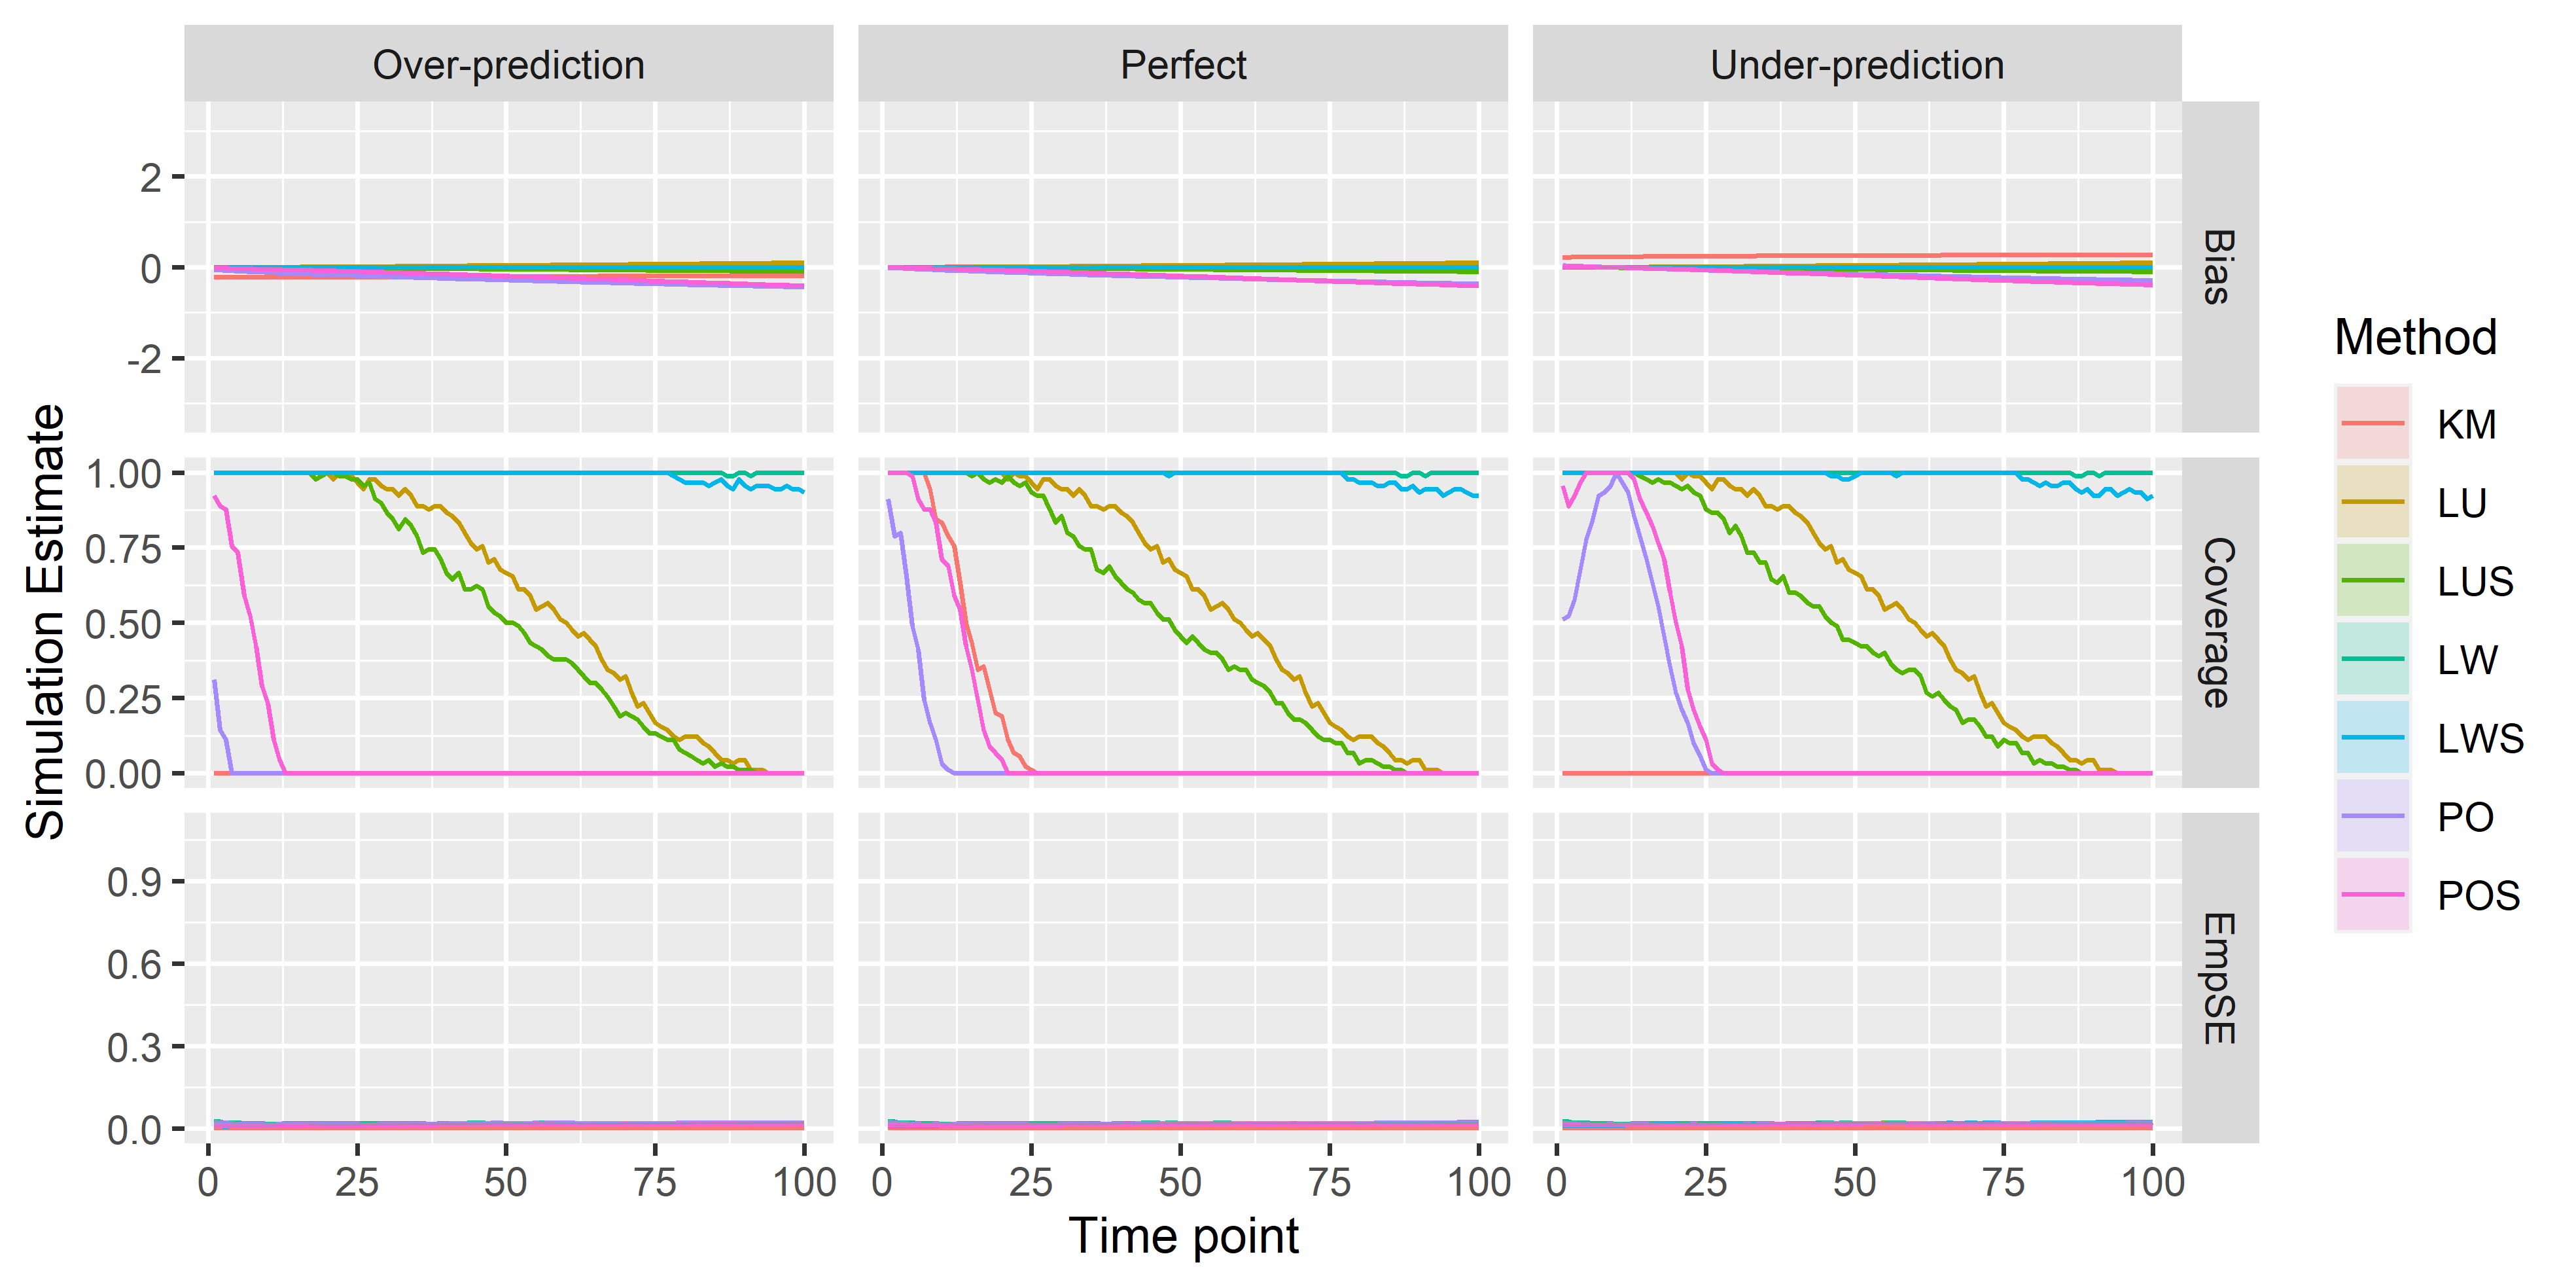 Over-prediction
Perfect
Under-prediction
Simulation Estimate
2
0
-2
Bias
1.00
0.75
0.50
0.25
0.00
Coverage
0.9
0.6
0.3
0.0
EmpSE
0 25 50 75 100
0 25 50 75 100
0 25 50 75 100
Time point
Method
KM
LU
LUS
LW
LWS
PO
POS